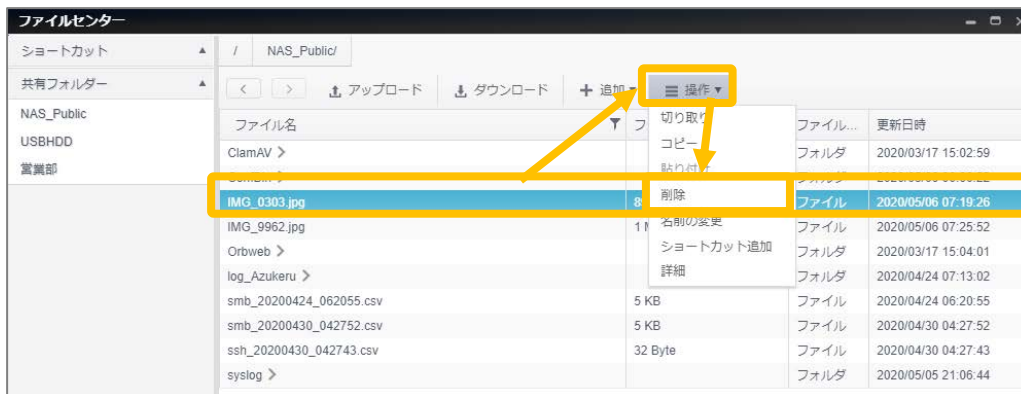 ファイルセンター
ショートカット
共有フォルダー
NAS_Public
USBHDD
営業部
/ NAS_Public/
< > アップロード ダウンロード + 追加 操作
切り取り
コピー
貼り付け
削除
名前の変更
ショートカット追加
詳細
ファイル名 ファイル... 更新日時
ClamAV > フォルダ 2020/03/17 15:02:59
IMG_0303.jpg ファイル 2020/05/06 07:19:26
IMG_9962.jpg ファイル 2020/05/06 07:25:52
Orbweb > フォルダ 2020/03/17 15:04:01
log_Azukeru > フォルダ 2020/04/24 07:13:02
smb_20200424_062055.csv 5 KB ファイル 2020/04/24 06:20:55
smb_20200430_042752.csv 5 KB ファイル 2020/04/30 04:27:52
ssh_20200430_042743.csv 32 Byte ファイル 2020/04/30 04:27:43
syslog > フォルダ 2020/05/05 21:06:44